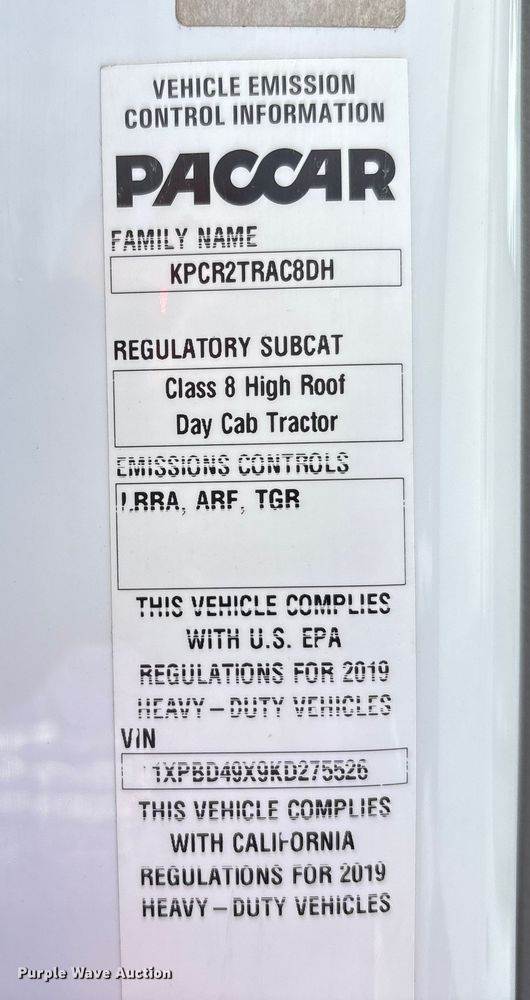 VEHICLE EMISSION
CONTROL INFORMATION
PACCAR
FAMILY NAME
KPCR2TRAC8DH
REGULATORY SUBCAT
Class 8 High Roof
Day Cab Tractor
EMISSIONS CONTROLS
LRRA, ARF, TGR
THIS VEHICLE COMPLIES
WITH U.S. EPA
REGULATIONS FOR 2019
HEAVY-DUTY VEHICLES
VIN
1XPBD49X9KD275526
THIS VEHICLE COMPLIES
WITH CALIFORNIA
REGULATIONS FOR 2019
HEAVY-DUTY VEHICLES
Purple Wave Auction